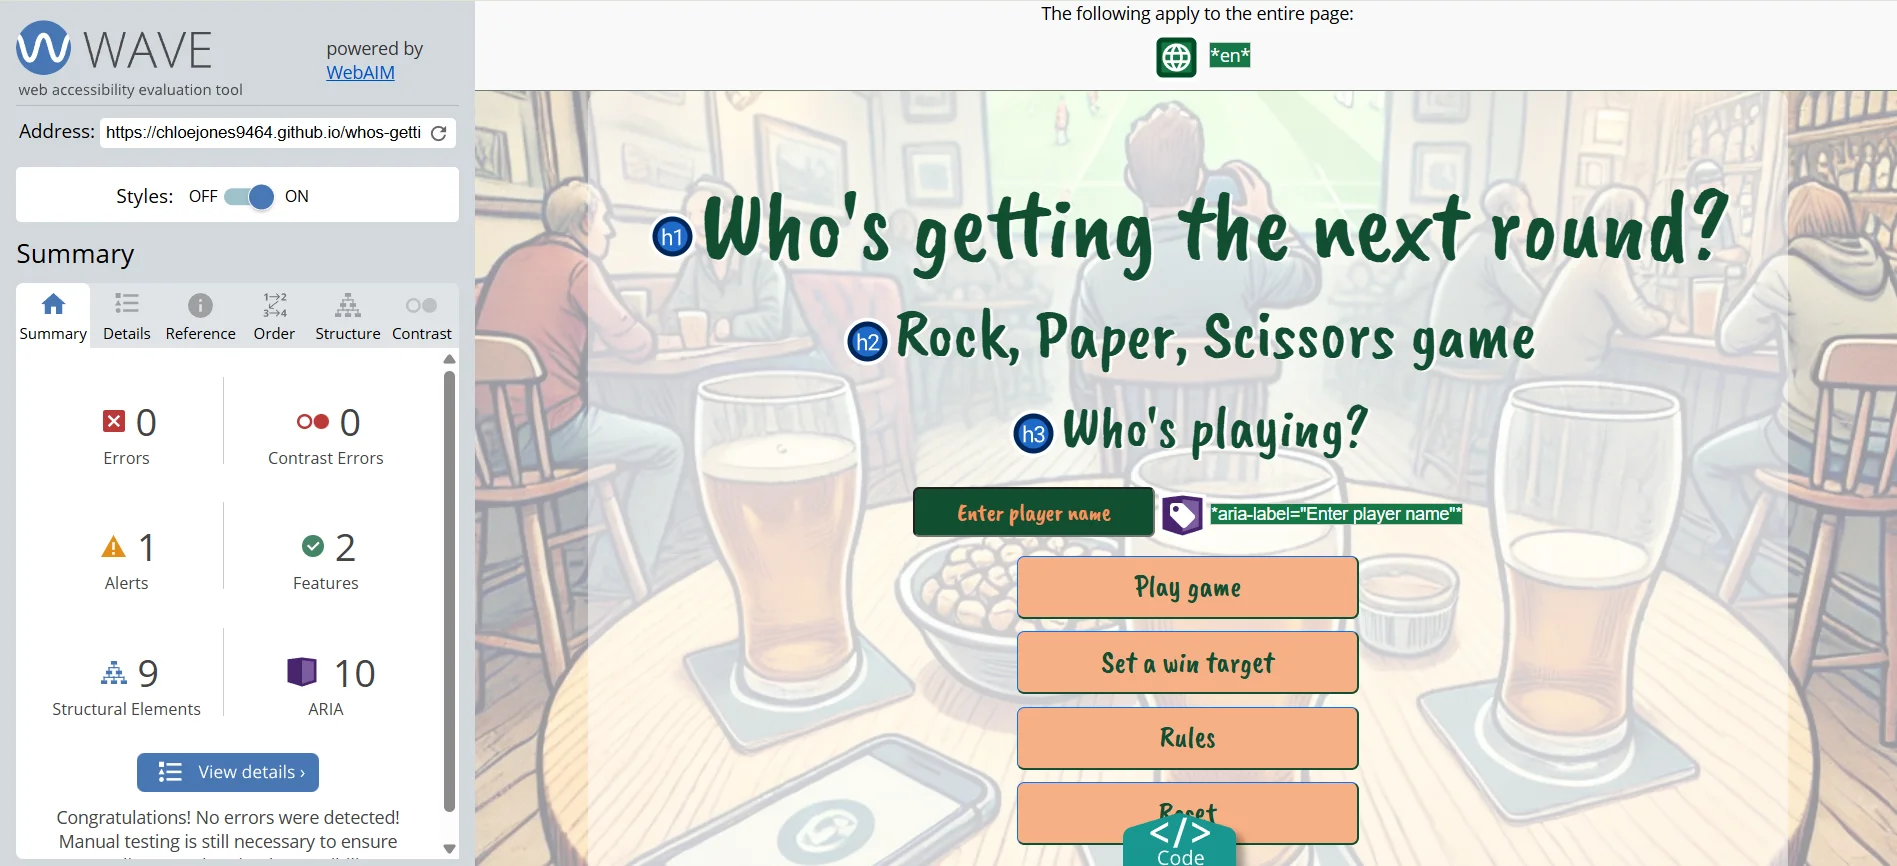 WAVE
powered by
WebAIM
web accessibility evaluation tool
Address: https://chloejones9464.github.io/whos-getti
Styles: OFF ON
Summary
1→2
3→4
Summary Details Reference Order Structure Contrast
0 0
Errors Contrast Errors
1 2
Alerts Features
9 10
Structural Elements ARIA
View details ›
Congratulations! No errors were detected!
Manual testing is still necessary to ensure
The following apply to the entire page:
*en*
h1 Who's getting the next round?
h2 Rock, Paper, Scissors game
h3 Who's playing?
Enter player name *aria-label="Enter player name"*
Play game
Set a win target
Rules
Reset
</>
Code